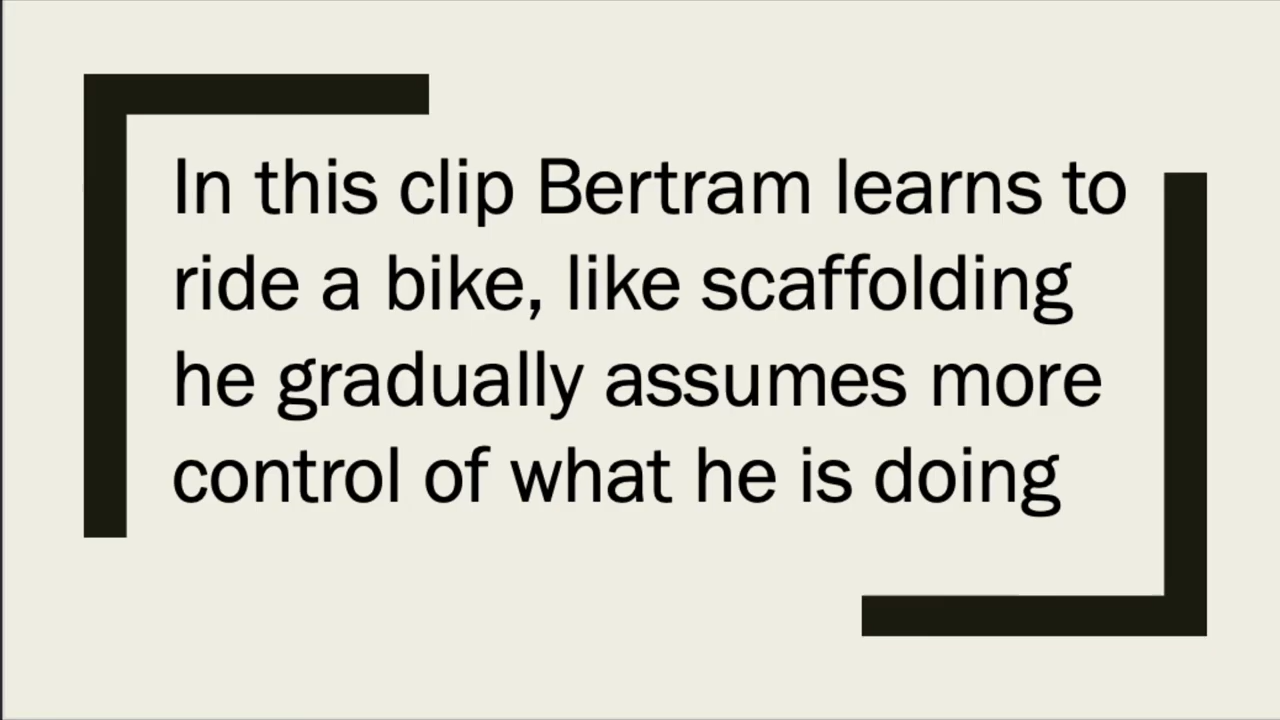 In this clip Bertram learns to
ride a bike, like scaffolding
he gradually assumes more
control of what he is doing